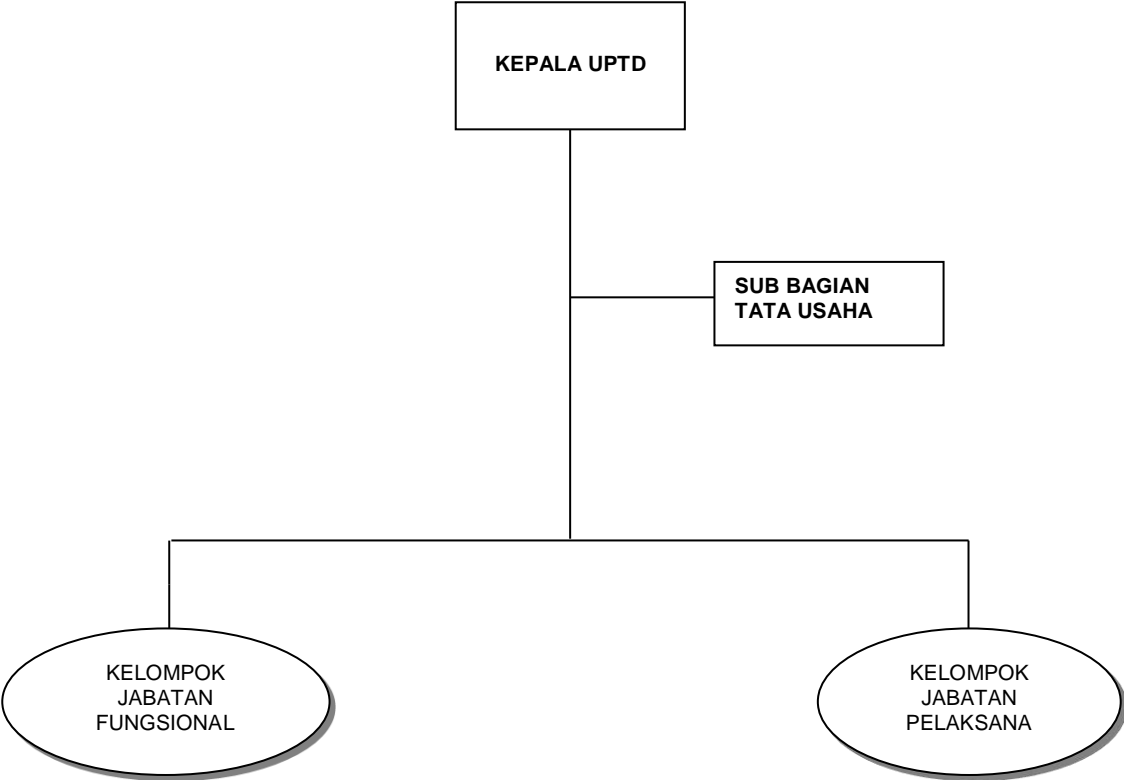 KEPALA UPTD
SUB BAGIAN
TATA USAHA
KELOMPOK
JABATAN
FUNGSIONAL
KELOMPOK
JABATAN
PELAKSANA